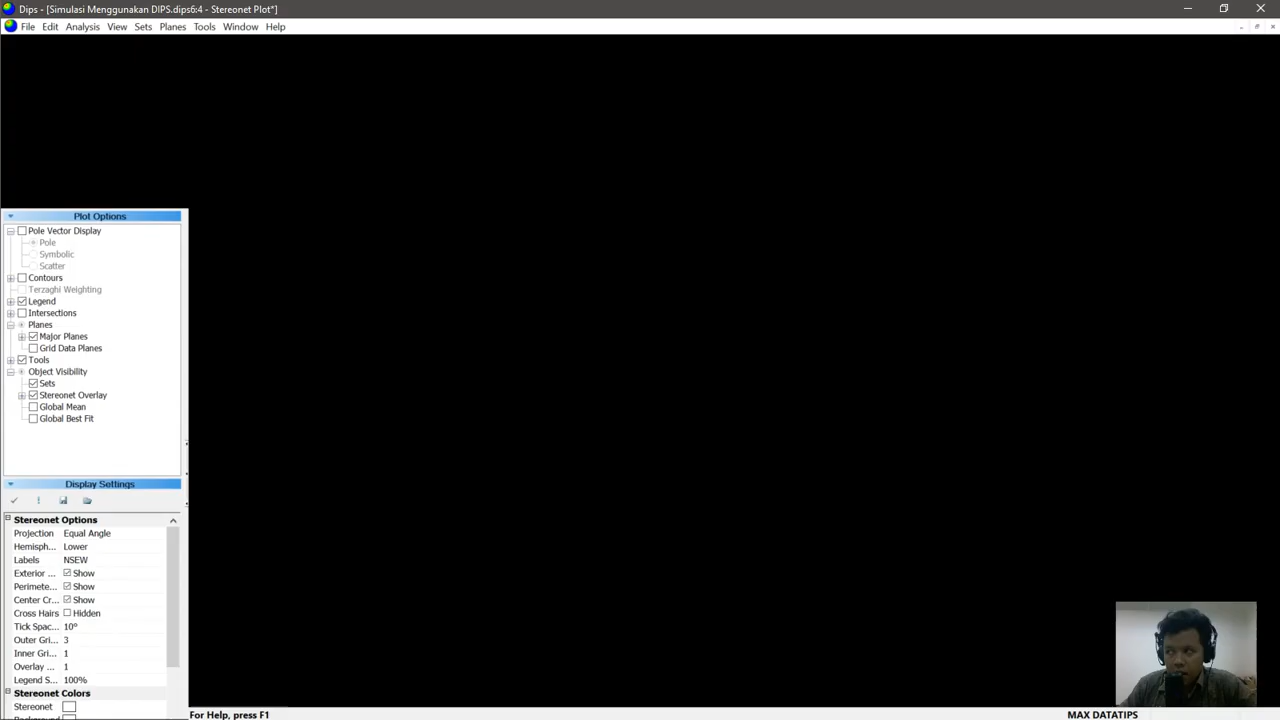 Dips - [Simulasi Menggunakan DIPS.dips6:4 - Stereonet Plot*]
File Edit Analysis View Sets Planes Tools Window Help
Plot Options
Pole Vector Display
Pole
Symbolic
Scatter
Contours
Terzaghi Weighting
Legend
Intersections
Planes
Major Planes
Grid Data Planes
Tools
Object Visibility
Sets
Stereonet Overlay
Global Mean
Global Best Fit
Display Settings
Stereonet Options
Projection Equal Angle
Hemisph... Lower
Labels NSEW
Exterior ... Show
Perimete... Show
Center Cr... Show
Cross Hairs Hidden
Tick Spac... 10°
Outer Gri... 3
Inner Gri... 1
Overlay ... 1
Legend S... 100%
Stereonet Colors
Stereonet
For Help, press F1 MAX DATATIPS